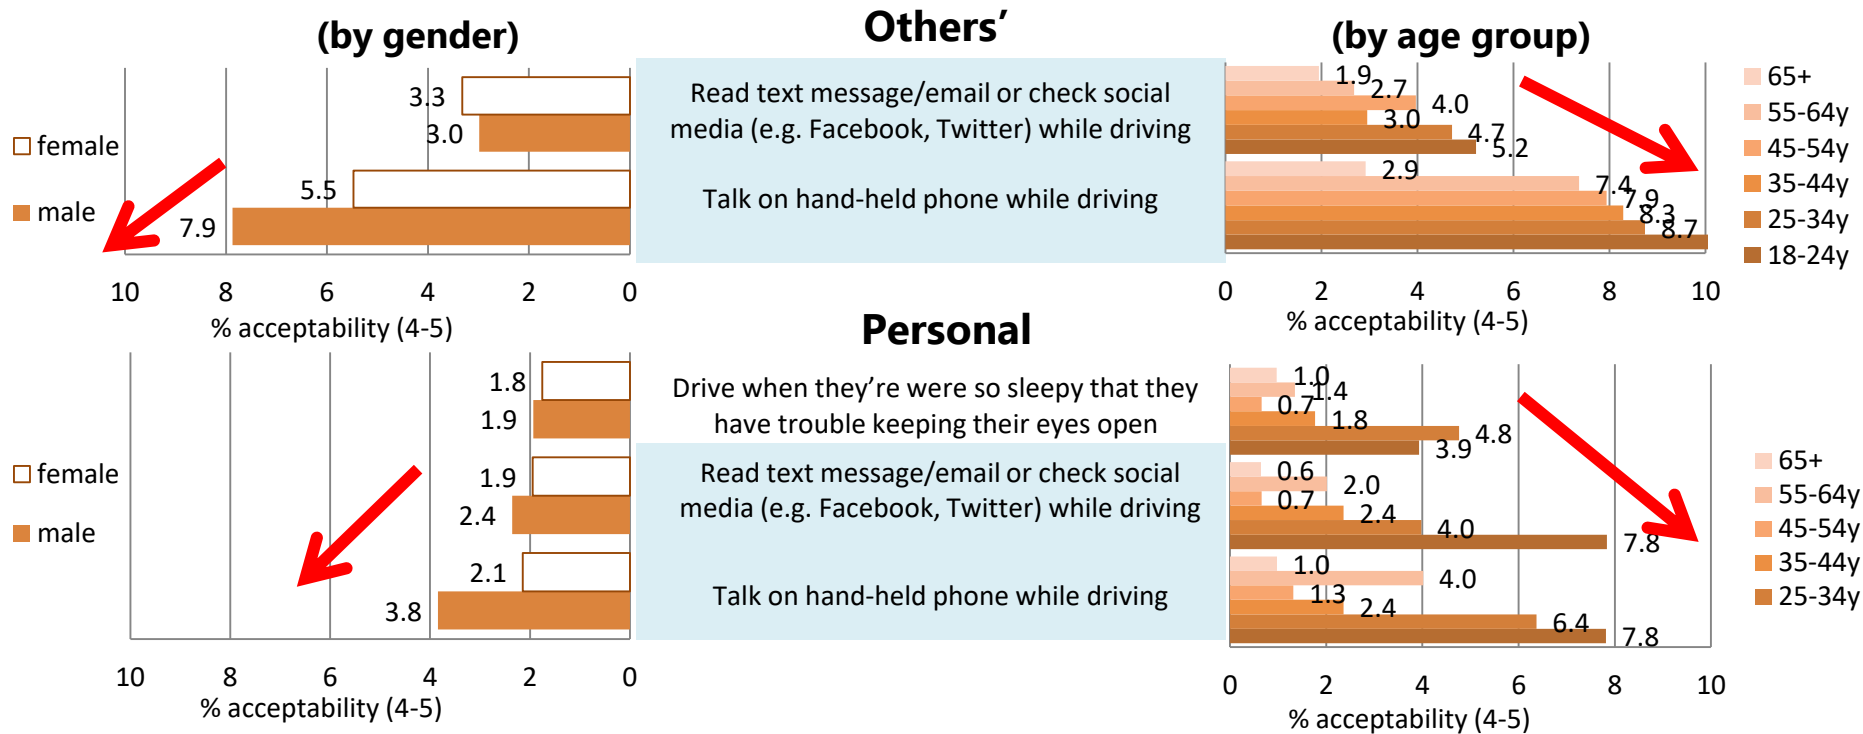 (by gender)
Others’
(by age group)
female
male
3.3
3.0
5.5
7.9
10 8 6 4 2 0
% acceptability (4-5)
Read text message/email or check social
media (e.g. Facebook, Twitter) while driving
Talk on hand-held phone while driving
1.9
2.7
4.0
3.0
4.7
5.2
2.9
7.4
7.9
8.3
8.7
0 2 4 6 8 10
% acceptability (4-5)
65+
55-64y
45-54y
35-44y
25-34y
18-24y
Personal
female
male
1.8
1.9
1.9
2.4
2.1
3.8
10 8 6 4 2 0
% acceptability (4-5)
Drive when they’re were so sleepy that they
have trouble keeping their eyes open
Read text message/email or check social
media (e.g. Facebook, Twitter) while driving
Talk on hand-held phone while driving
1.0
1.4
0.7
1.8
4.8
3.9
0.6
2.0
0.7
2.4
4.0
7.8
1.0
4.0
1.3
2.4
6.4
7.8
0 2 4 6 8 10
% acceptability (4-5)
65+
55-64y
45-54y
35-44y
25-34y